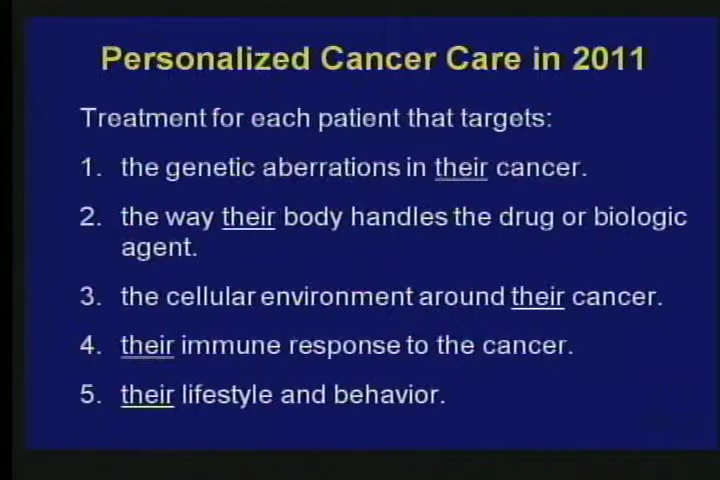 Personalized Cancer Care in 2011
Treatment for each patient that targets:
1. the genetic aberrations in their cancer.
2. the way their body handles the drug or biologic
agent.
3. the cellular environment around their cancer.
4. their immune response to the cancer.
5. their lifestyle and behavior.